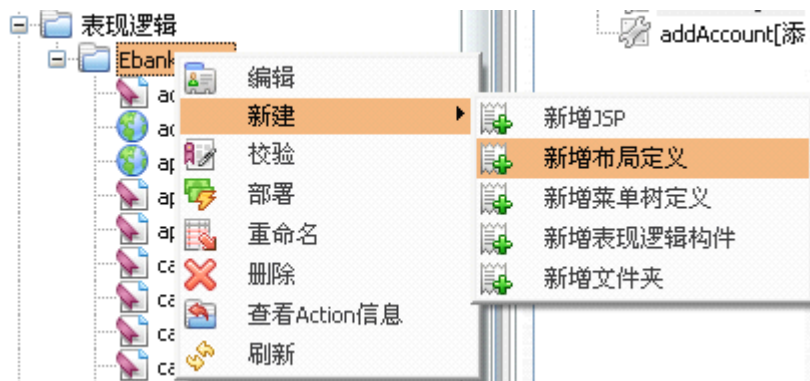 表现逻辑
addAccount[添
Ebank
编辑
新建
校验
部署
重命名
删除
查看Action信息
刷新
新增JSP
新增布局定义
新增菜单树定义
新增表现逻辑构件
新增文件夹